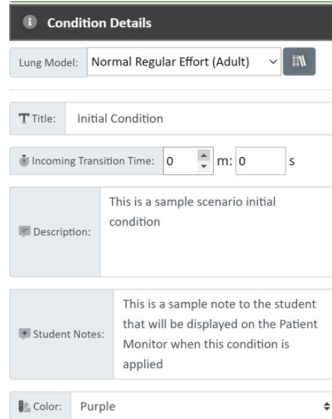 Condition Details
Lung Model: Normal Regular Effort (Adult)
Title: Initial Condition
Incoming Transition Time: 0 m: 0 s
This is a sample scenario initial
condition
Description:
This is a sample note to the student
that will be displayed on the Patient
Student Notes:
Monitor when this condition is
applied
Color: Purple